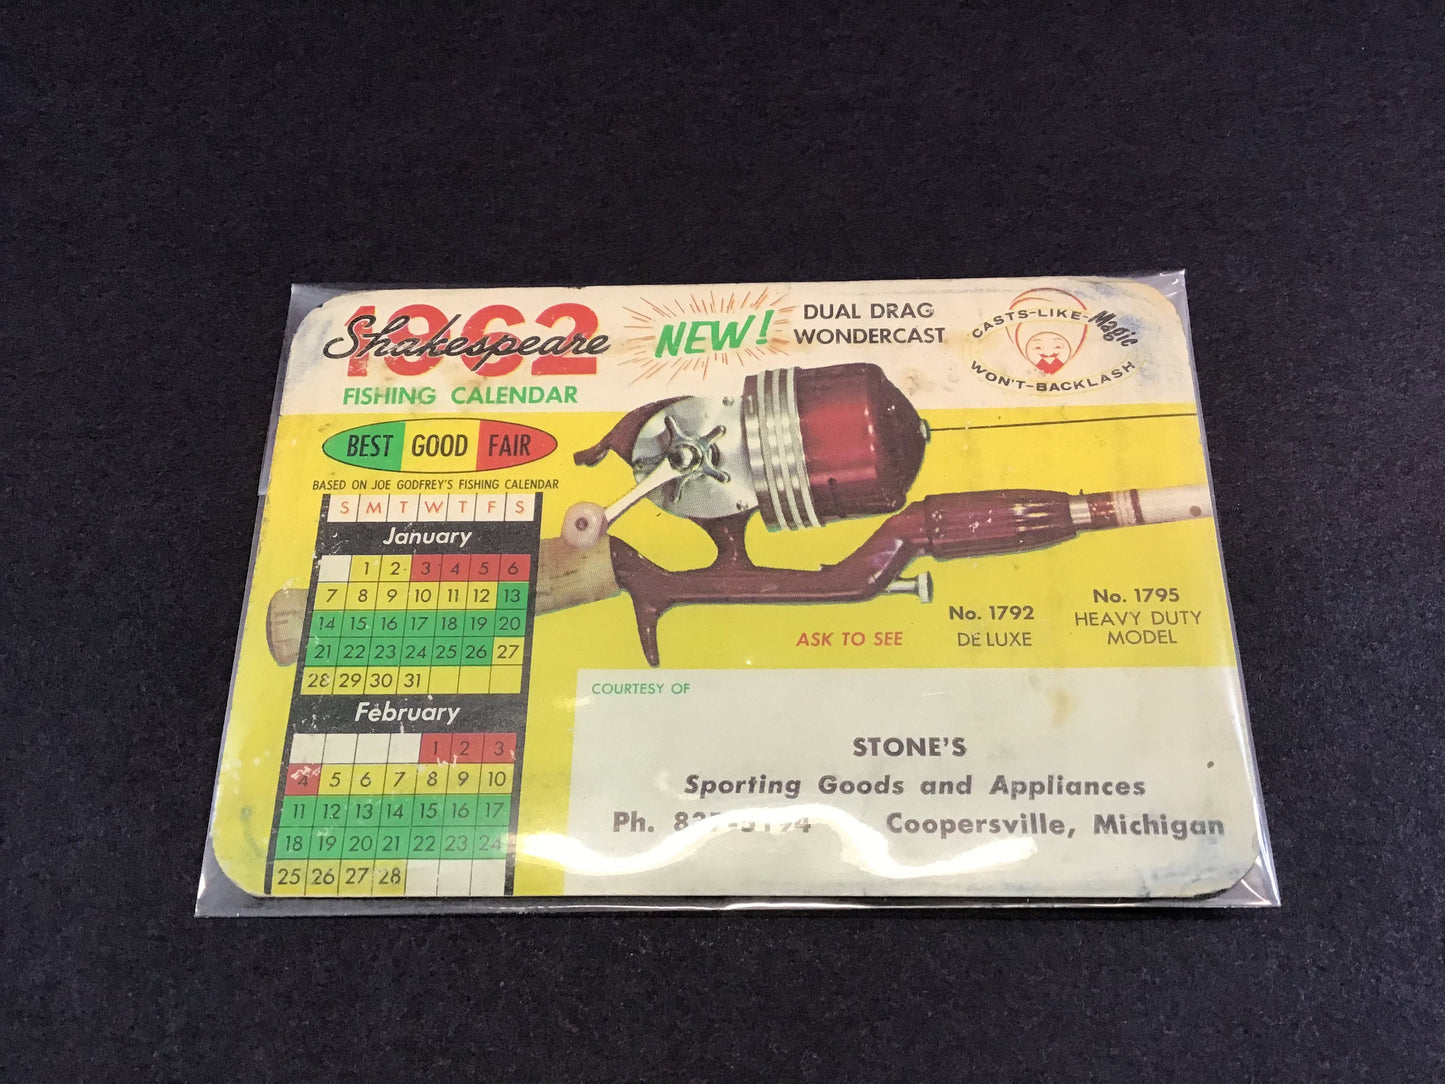 1962
Shakespeare
FISHING CALENDAR
NEW!
DUAL DRAG
WONDERCAST
CASTS-LIKE-Magic
WON'T-BACKLASH
BEST GOOD FAIR
BASED ON JOE GODFREY'S FISHING CALENDAR
S M T W T F S
January
1 2 3 4 5 6
7 8 9 10 11 12 13
14 15 16 17 18 19 20
21 22 23 24 25 26 27
28 29 30 31
February
1 2 3
4 5 6 7 8 9 10
11 12 13 14 15 16 17
18 19 20 21 22 23 24
25 26 27 28
ASK TO SEE
No. 1792
DE LUXE
No. 1795
HEAVY DUTY
MODEL
COURTESY OF
STONE'S
Sporting Goods and Appliances
Ph. Coopersville, Michigan